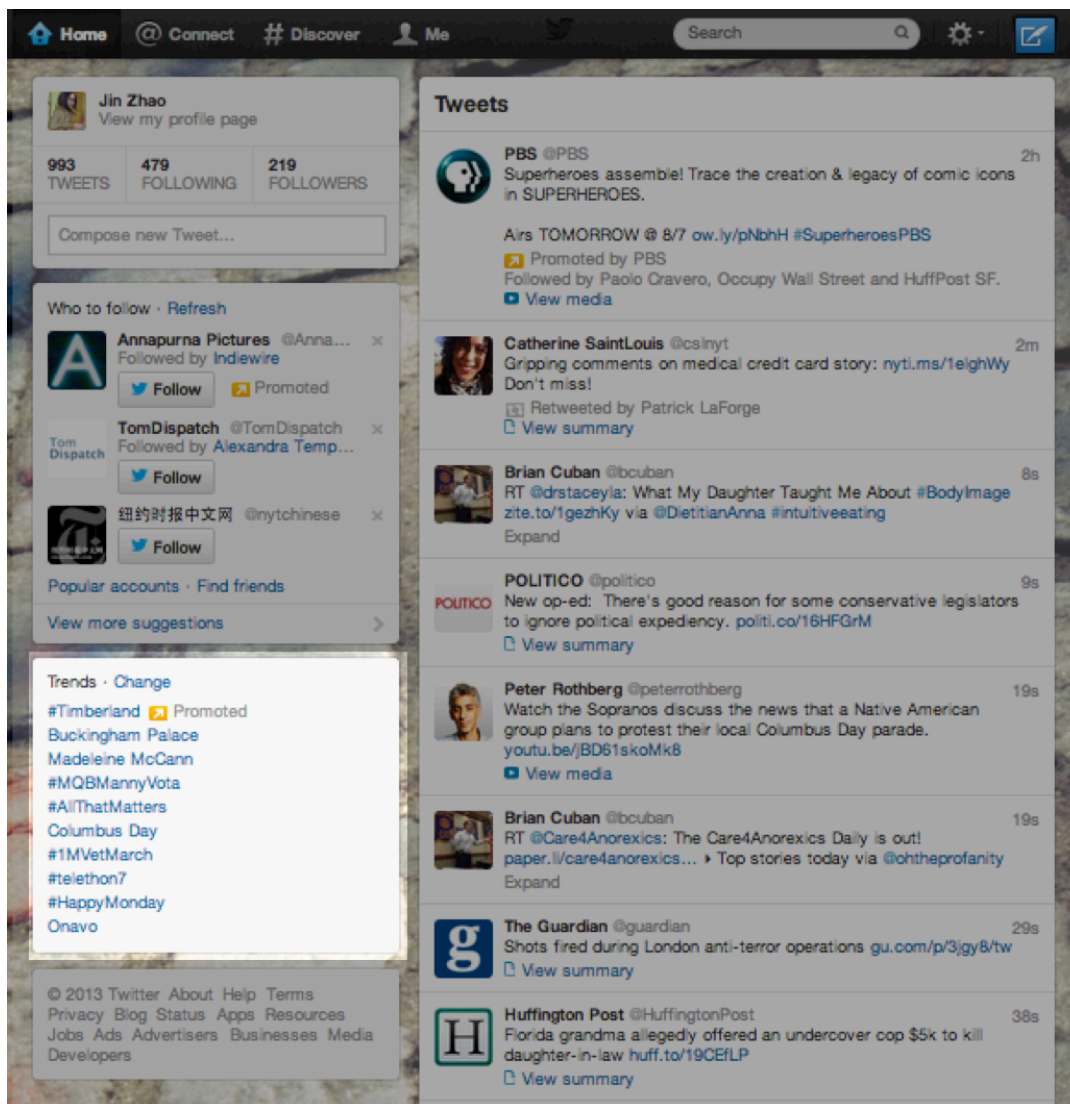 Home @ Connect # Discover Me Search
Jin Zhao
View my profile page
993 479 219
TWEETS FOLLOWING FOLLOWERS
Compose new Tweet...
Who to follow · Refresh
Annapurna Pictures @Anna... ×
Followed by Indiewire
Follow Promoted
Tom
Dispatch
TomDispatch @TomDispatch ×
Followed by Alexandra Temp...
Follow
纽约时报中文网 @nytchinese ×
Follow
Popular accounts · Find friends
View more suggestions
Trends · Change
#Timberland Promoted
Buckingham Palace
Madeleine McCann
#MQBMannyVota
#AllThatMatters
Columbus Day
#1MVetMarch
#telethon7
#HappyMonday
Onavo
© 2013 Twitter About Help Terms
Privacy Blog Status Apps Resources
Jobs Ads Advertisers Businesses Media
Developers
Tweets
PBS @PBS 2h
Superheroes assemble! Trace the creation & legacy of comic icons
in SUPERHEROES.
Airs TOMORROW @ 8/7 ow.ly/pNbhH #SuperheroesPBS
Promoted by PBS
Followed by Paolo Cravero, Occupy Wall Street and HuffPost SF.
View media
Catherine SaintLouis @cslnyt 2m
Gripping comments on medical credit card story: nyti.ms/1elghWy
Don't miss!
Retweeted by Patrick LaForge
View summary
Brian Cuban @bcuban 8s
RT @drstaceyla: What My Daughter Taught Me About #BodyImage
zite.to/1gezhKy via @DietitianAnna #intuitiveeating
Expand
POLITICO
POLITICO @politico 9s
New op-ed: There's good reason for some conservative legislators
to ignore political expediency. politi.co/16HFGrM
View summary
Peter Rothberg @peterrothberg 19s
Watch the Sopranos discuss the news that a Native American
group plans to protest their local Columbus Day parade.
youtu.be/jBD61skoMk8
View media
Brian Cuban @bcuban 19s
RT @Care4Anorexics: The Care4Anorexics Daily is out!
paper.li/care4anorexics... ▸ Top stories today via @ohtheprofanity
Expand
g
The Guardian @guardian 29s
Shots fired during London anti-terror operations gu.com/p/3jgy8/tw
View summary
H
Huffington Post @HuffingtonPost 38s
Florida grandma allegedly offered an undercover cop $5k to kill
daughter-in-law huff.to/19CEfLP
View summary